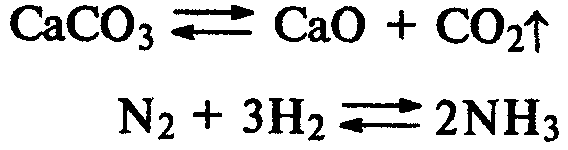 CaCO₃ ⇌ CaO + CO₂↑
N₂ + 3H₂ ⇌ 2NH₃